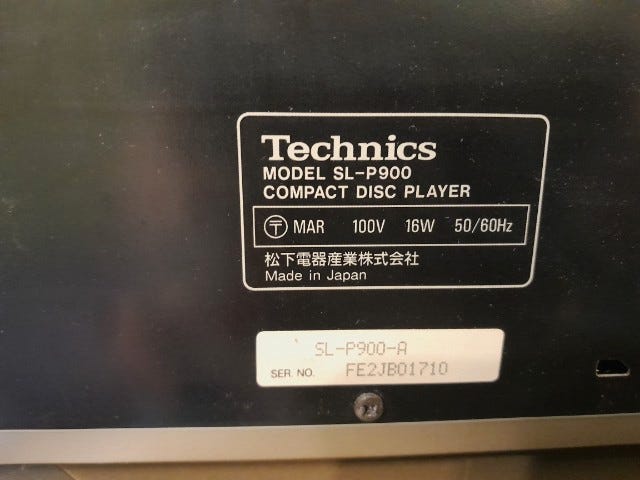 Technics
MODEL SL-P900
COMPACT DISC PLAYER
〒 MAR 100V 16W 50/60Hz
松下電器産業株式会社
Made in Japan
SL-P900-A
SER. NO. FE2JB01710